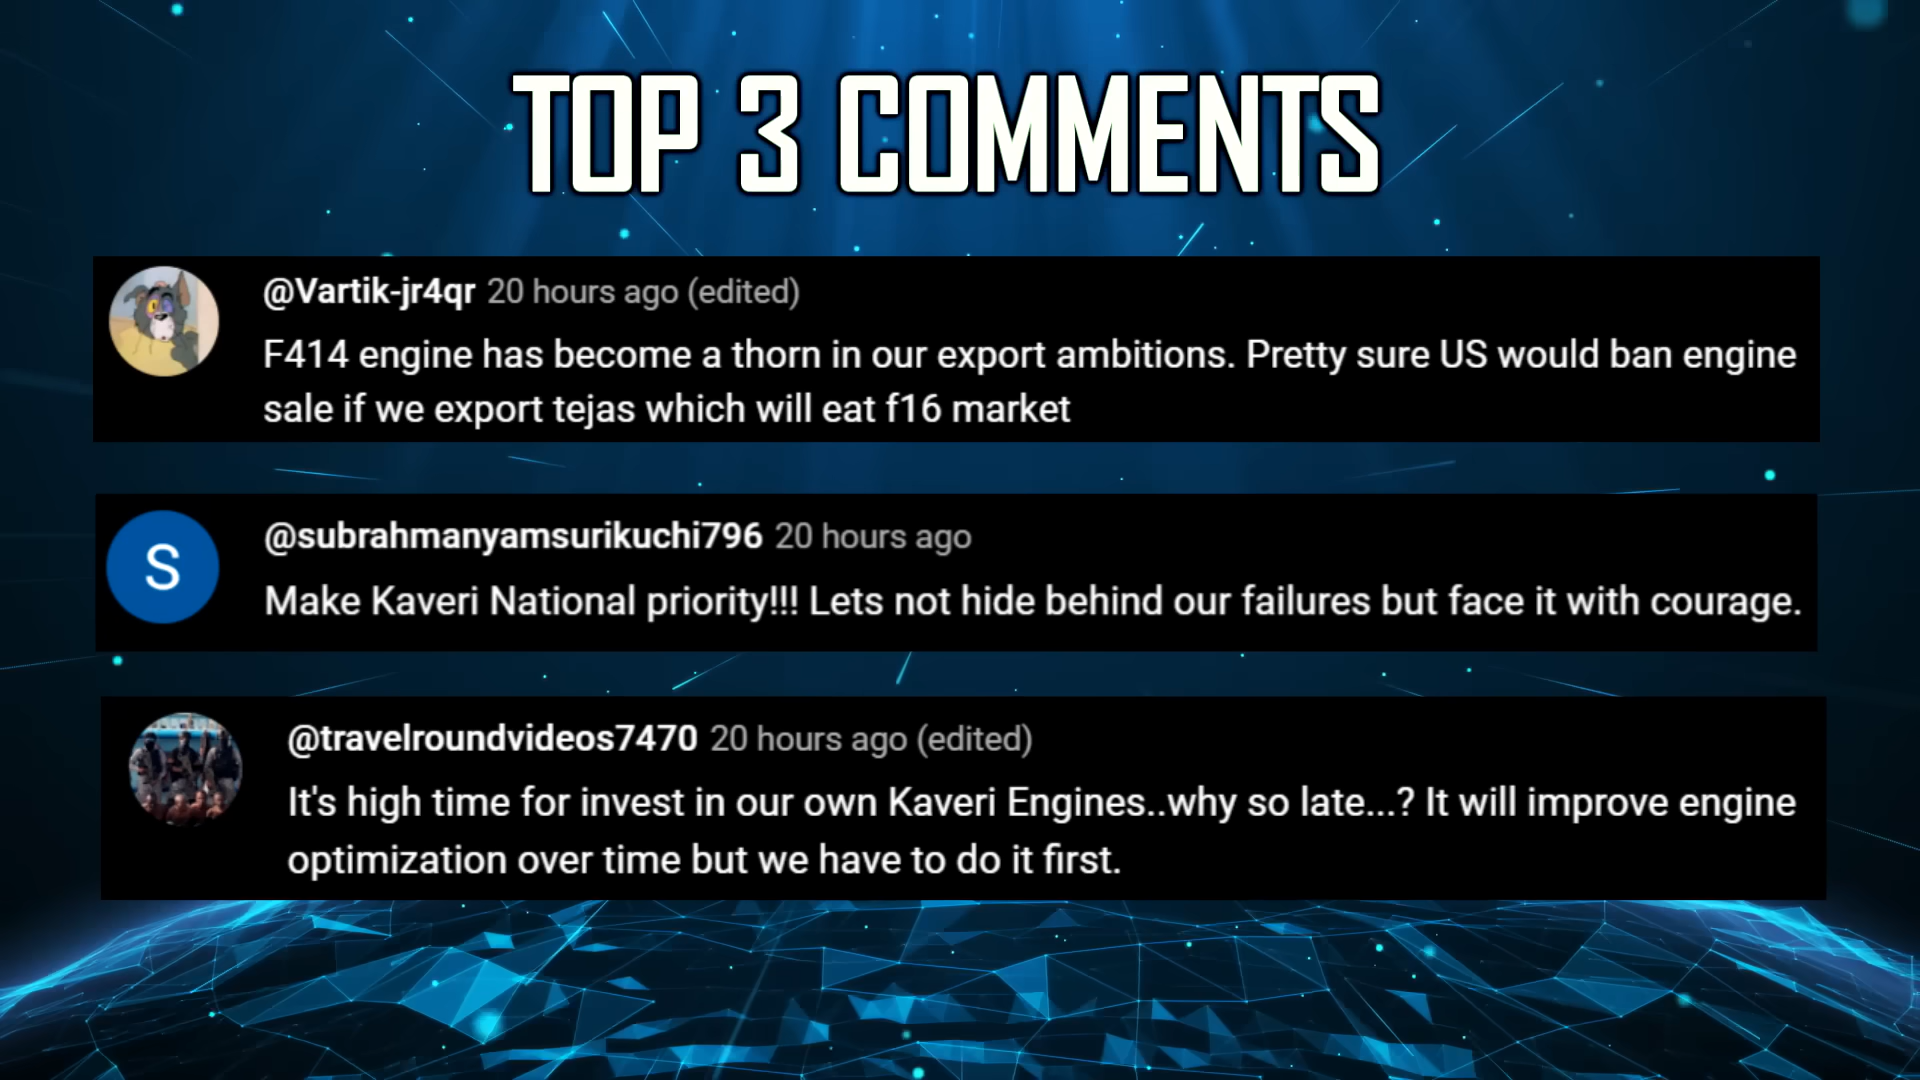 TOP 3 COMMENTS
@Vartik-jr4qr 20 hours ago (edited)
F414 engine has become a thorn in our export ambitions. Pretty sure US would ban engine
sale if we export tejas which will eat f16 market
S
@subrahmanyamsurikuchi796 20 hours ago
Make Kaveri National priority!!! Lets not hide behind our failures but face it with courage.
@travelroundvideos7470 20 hours ago (edited)
It's high time for invest in our own Kaveri Engines..why so late...? It will improve engine
optimization over time but we have to do it first.